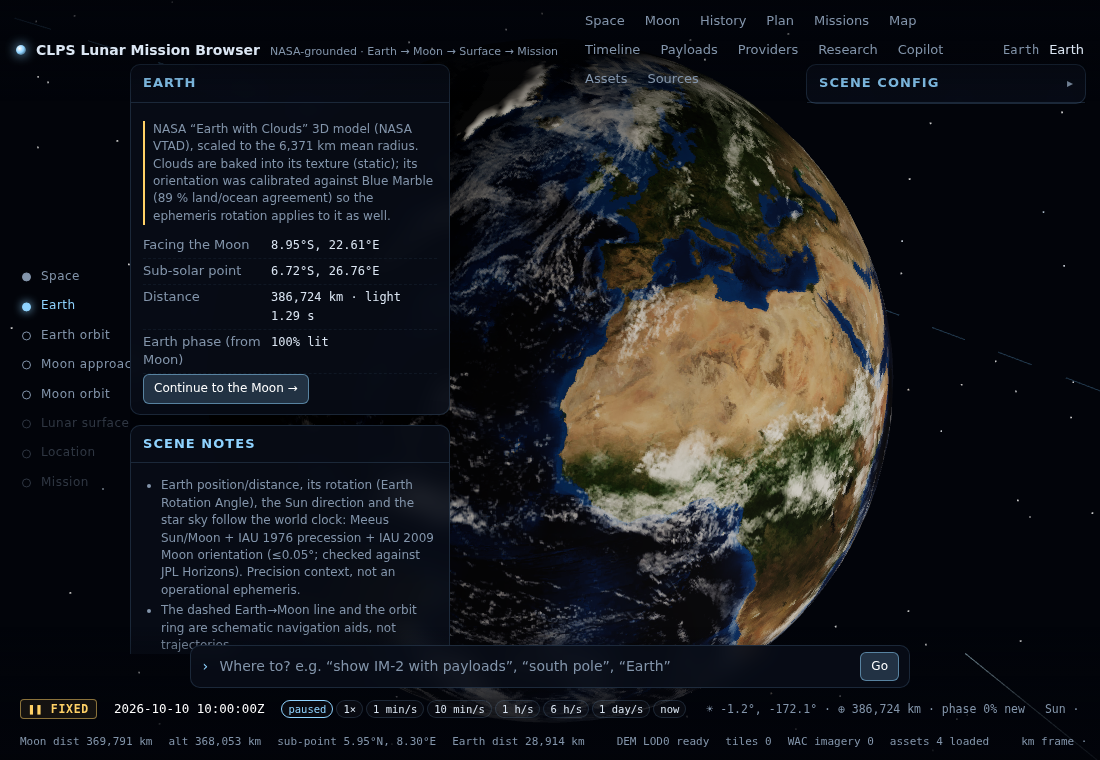 Space Moon History Plan Missions Map
CLPS Lunar Mission Browser NASA-grounded · Earth → Moon → Surface → Mission
Timeline Payloads Providers Research Copilot
Earth Earth
Assets Sources
EARTH
NASA “Earth with Clouds” 3D model (NASA
VTAD), scaled to the 6,371 km mean radius.
Clouds are baked into its texture (static); its
orientation was calibrated against Blue Marble
(89 % land/ocean agreement) so the
ephemeris rotation applies to it as well.
Facing the Moon 8.95°S, 22.61°E
Sub-solar point 6.72°S, 26.76°E
Distance 386,724 km · light
1.29 s
Earth phase (from 100% lit
Moon)
Continue to the Moon →
SCENE CONFIG ▸
Space
Earth
Earth orbit
Moon approac
Moon orbit
Lunar surface
Location
Mission
SCENE NOTES
• Earth position/distance, its rotation (Earth
Rotation Angle), the Sun direction and the
star sky follow the world clock: Meeus
Sun/Moon + IAU 1976 precession + IAU 2009
Moon orientation (≤0.05°; checked against
JPL Horizons). Precision context, not an
operational ephemeris.
• The dashed Earth→Moon line and the orbit
ring are schematic navigation aids, not
trajectories.
› Where to? e.g. “show IM-2 with payloads”, “south pole”, “Earth” Go
❚❚ FIXED 2026-10-10 10:00:00Z paused 1× 1 min/s 10 min/s 1 h/s 6 h/s 1 day/s now ☀ -1.2°, -172.1° · ⊕ 386,724 km · phase 0% new Sun ·
Moon dist 369,791 km alt 368,053 km sub-point 5.95°N, 8.30°E Earth dist 28,914 km DEM LOD0 ready tiles 0 WAC imagery 0 assets 4 loaded km frame ·